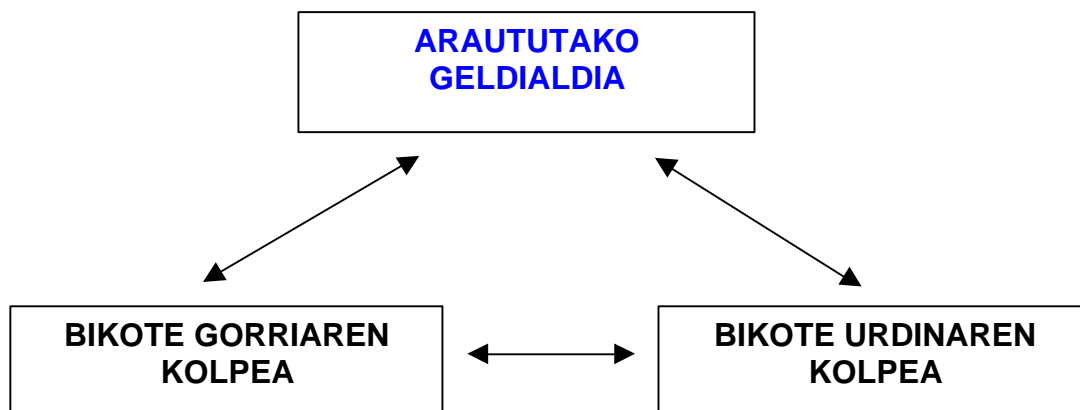 ARAUTUTAKO
GELDIALDIA
BIKOTE GORRIAREN
KOLPEA
BIKOTE URDINAREN
KOLPEA